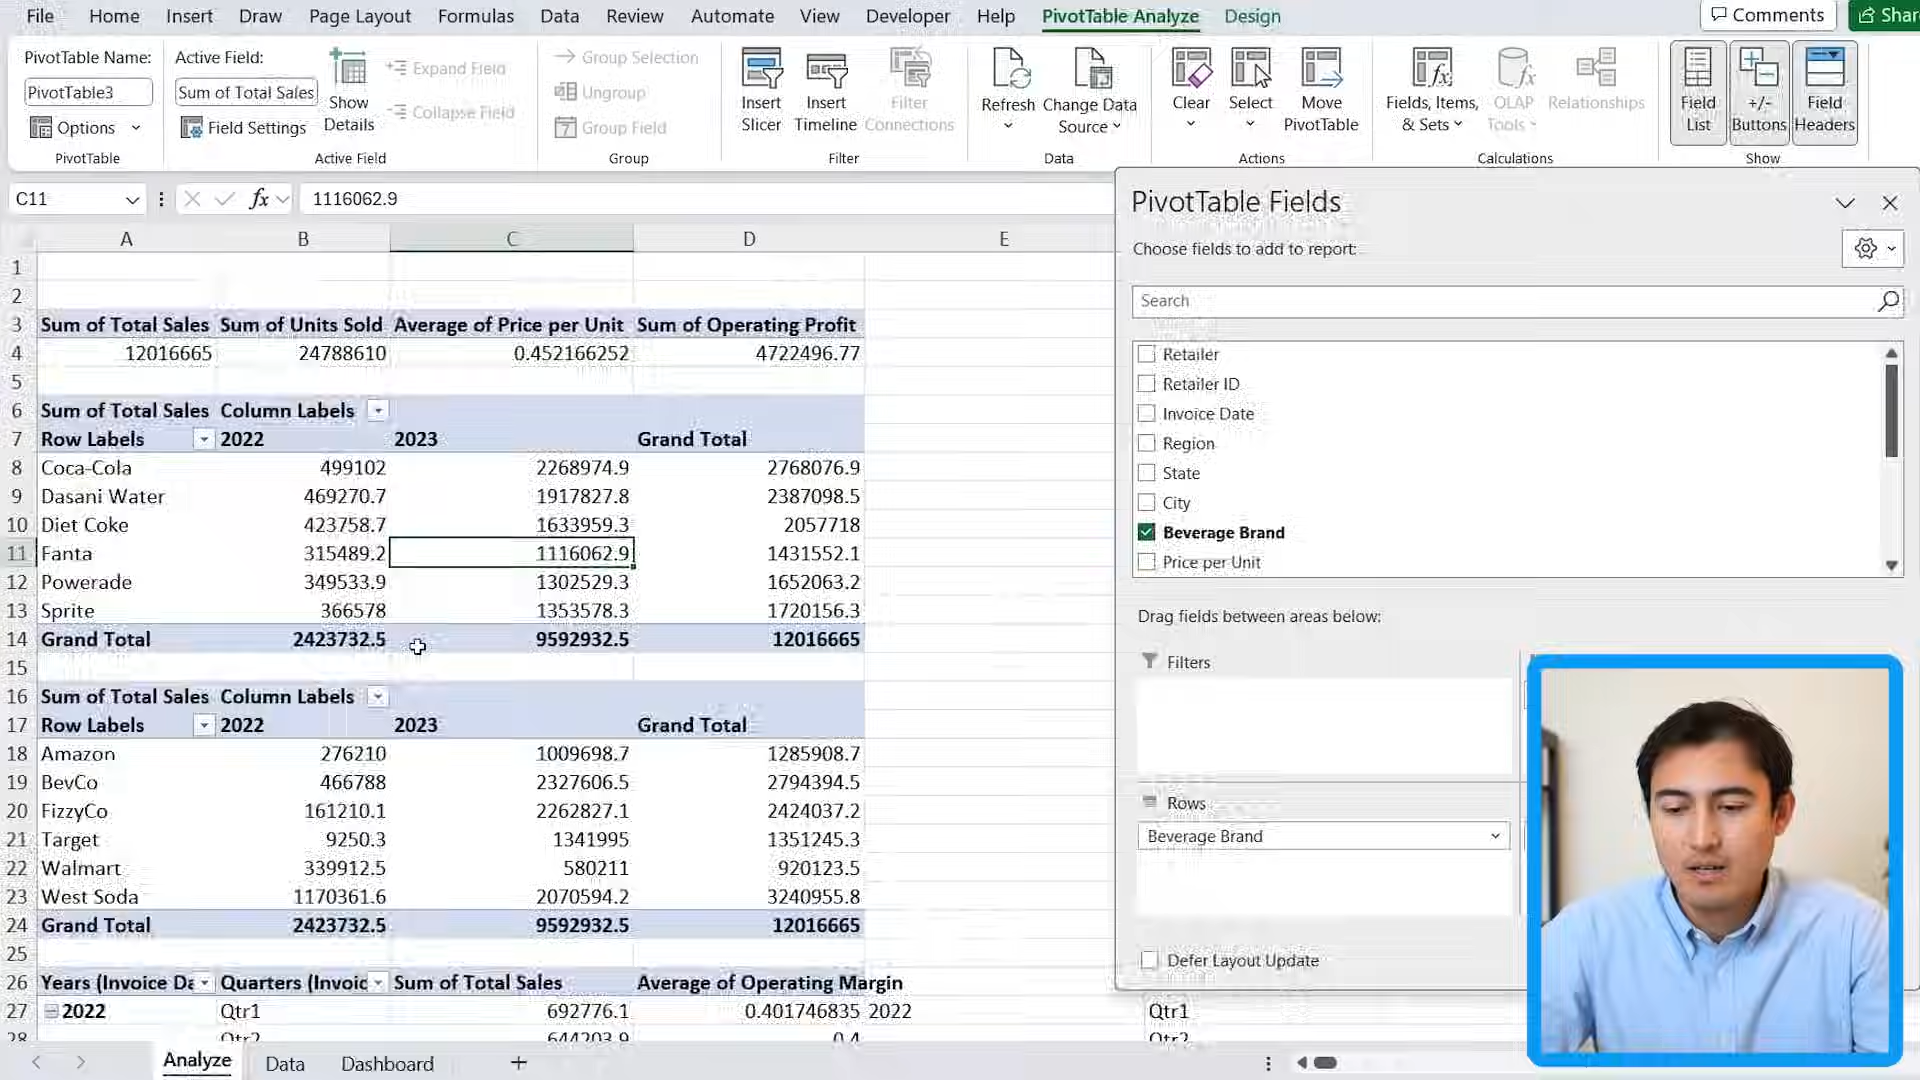 File Home Insert Draw Page Layout Formulas Data Review Automate View Developer Help PivotTable Analyze Design Comments
PivotTable Name:
PivotTable3
Options
PivotTable
Active Field:
Sum of Total Sales
Field Settings
Show Details
Expand Field
Collapse Field
Active Field
Group Selection
Ungroup
Group Field
Group
Insert Slicer
Insert Timeline
Filter Connections
Filter
Refresh
Change Data Source
Data
Clear
Select
Move PivotTable
Actions
Fields, Items, & Sets
OLAP Tools
Relationships
Calculations
Field List
+/- Buttons
Field Headers
Show
C11 fx 1116062.9
A B C D E
1
2
3 Sum of Total Sales Sum of Units Sold Average of Price per Unit Sum of Operating Profit
4 12016665 24788610 0.452166252 4722496.77
5
6 Sum of Total Sales Column Labels
7 Row Labels 2022 2023 Grand Total
8 Coca-Cola 499102 2268974.9 2768076.9
9 Dasani Water 469270.7 1917827.8 2387098.5
10 Diet Coke 423758.7 1633959.3 2057718
11 Fanta 315489.2 1116062.9 1431552.1
12 Powerade 349533.9 1302529.3 1652063.2
13 Sprite 366578 1353578.3 1720156.3
14 Grand Total 2423732.5 9592932.5 12016665
15
16 Sum of Total Sales Column Labels
17 Row Labels 2022 2023 Grand Total
18 Amazon 276210 1009698.7 1285908.7
19 BevCo 466788 2327606.5 2794394.5
20 FizzyCo 161210.1 2262827.1 2424037.2
21 Target 9250.3 1341995 1351245.3
22 Walmart 339912.5 580211 920123.5
23 West Soda 1170361.6 2070594.2 3240955.8
24 Grand Total 2423732.5 9592932.5 12016665
25
26 Years (Invoice Da Quarters (Invoic Sum of Total Sales Average of Operating Margin
27 2022 Qtr1 692776.1 0.401746835 2022 Qtr1
28 Qtr2 644203.9 0.4 Qtr2
Analyze Data Dashboard +
PivotTable Fields
Choose fields to add to report:
Search
Retailer
Retailer ID
Invoice Date
Region
State
City
Beverage Brand
Price per Unit
Drag fields between areas below:
Filters
Rows
Beverage Brand
Defer Layout Update